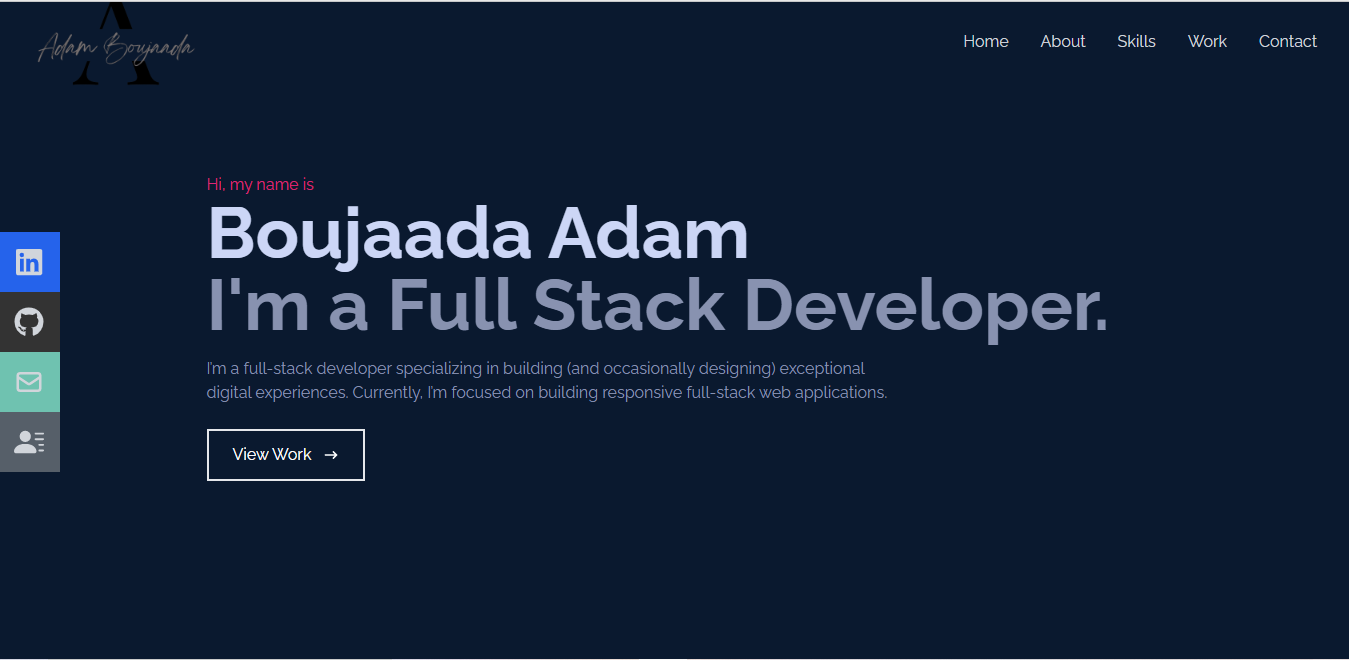 A
Adam Boujaada
Home About Skills Work Contact
Hi, my name is
Boujaada Adam
I'm a Full Stack Developer.
I'm a full-stack developer specializing in building (and occasionally designing) exceptional
digital experiences. Currently, I'm focused on building responsive full-stack web applications.
View Work →
in